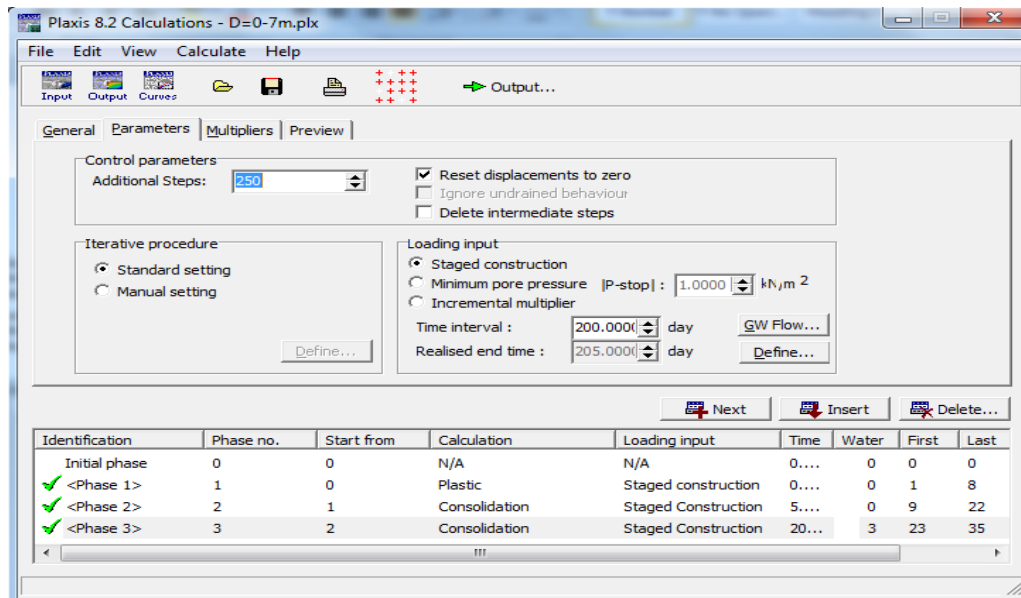 Plaxis 8.2 Calculations - D=0-7m.plx
File Edit View Calculate Help
Input Output Curves Output...
General Parameters Multipliers Preview
Control parameters
Additional Steps: 250
Reset displacements to zero
Ignore undrained behaviour
Delete intermediate steps
Iterative procedure
Standard setting
Manual setting
Define...
Loading input
Staged construction
Minimum pore pressure |P-stop| : 1.0000 kN/m 2
Incremental multiplier
Time interval : 200.000( day GW Flow...
Realised end time : 205.000( day Define...
Next Insert Delete...
Identification Phase no. Start from Calculation Loading input Time Water First Last
Initial phase 0 0 N/A N/A 0.... 0 0 0
<Phase 1> 1 0 Plastic Staged construction 0.... 0 1 8
<Phase 2> 2 1 Consolidation Staged Construction 5.... 0 9 22
<Phase 3> 3 2 Consolidation Staged Construction 20... 3 23 35